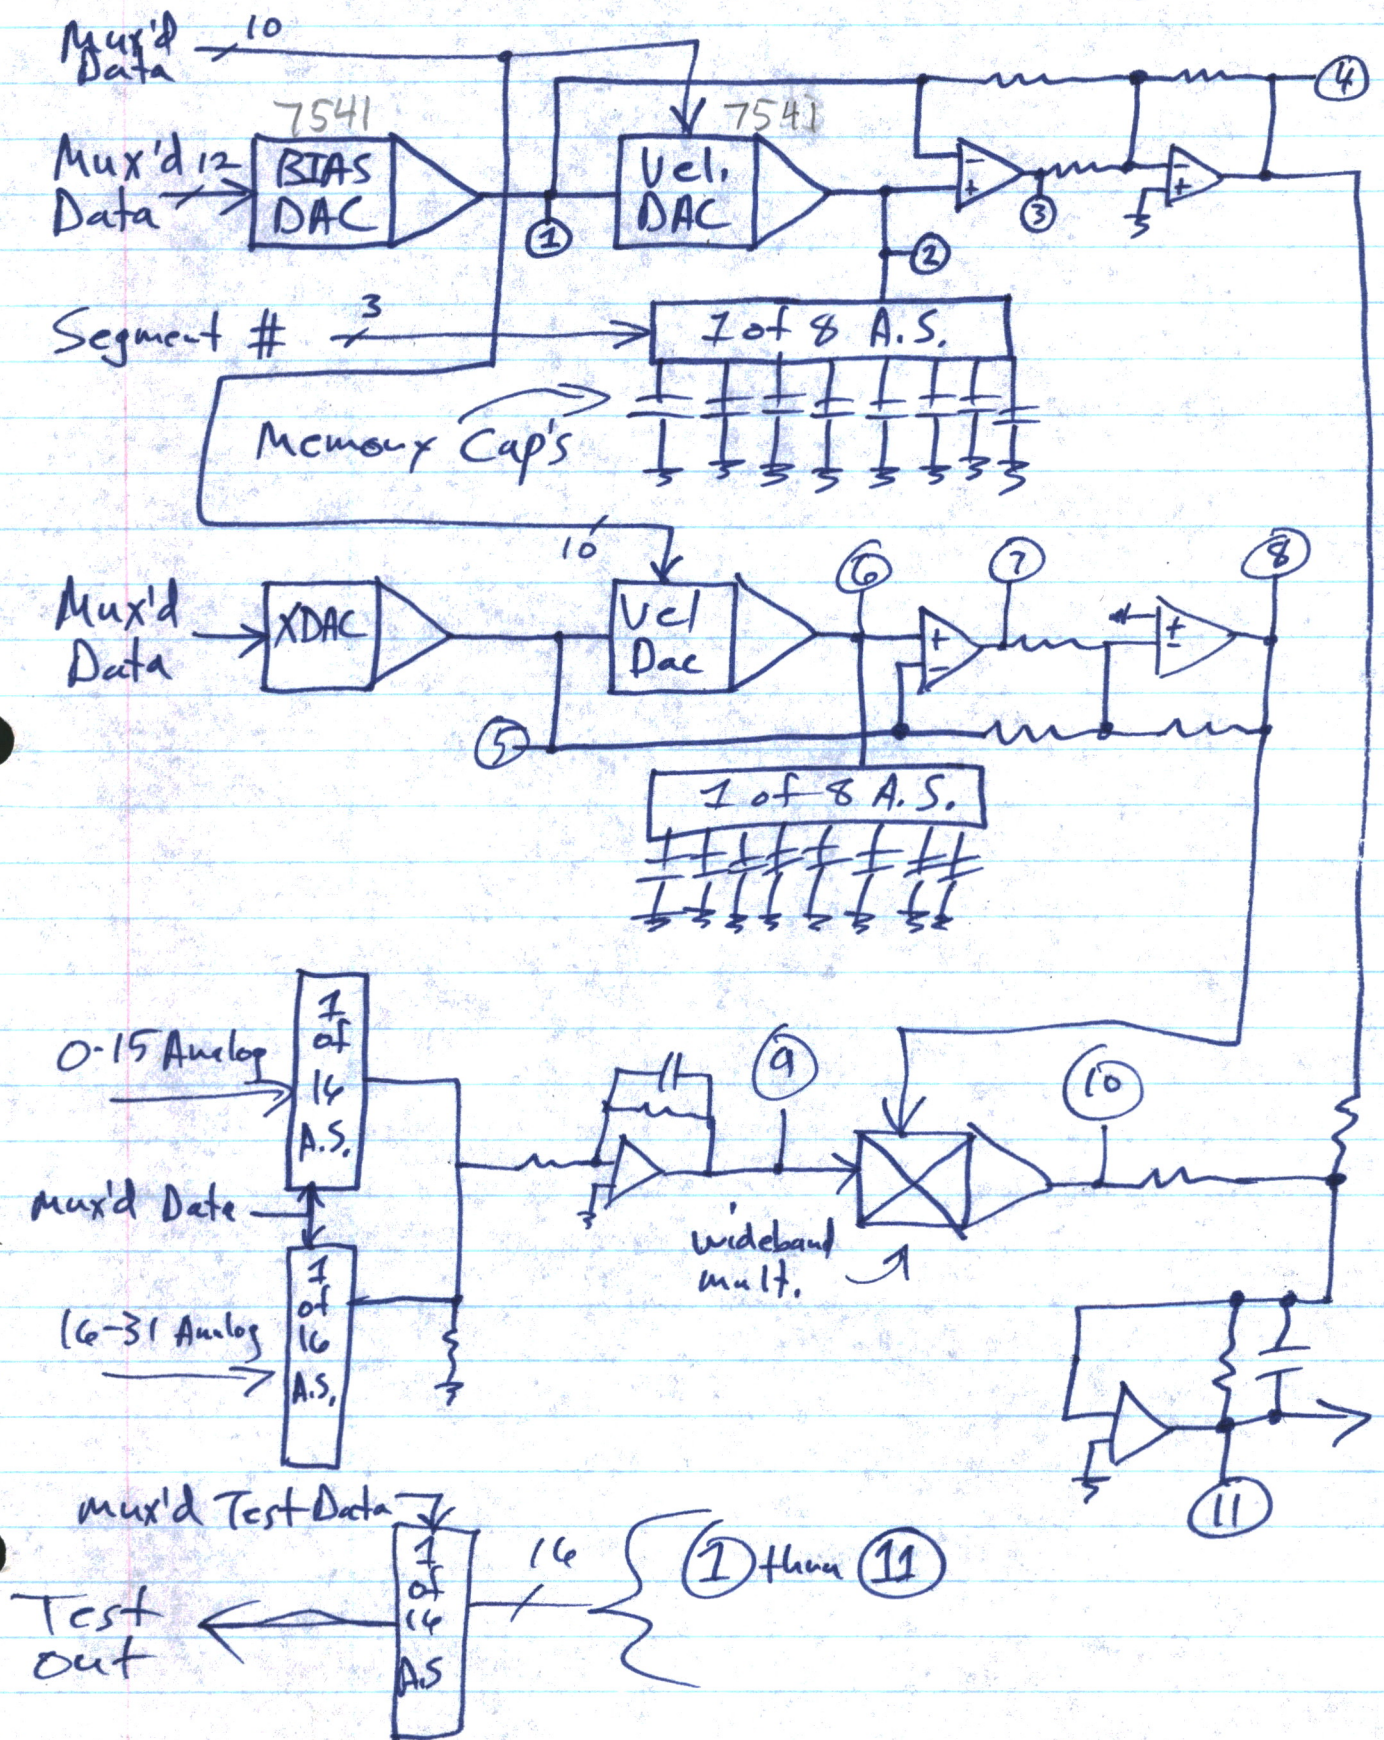 Mux'd
Data
10
4
7541
7541
Mux'd
Data
12
BIAS
DAC
Vel.
DAC
-
+
-
+
1
3
2
Segment #
3
1 of 8 A.S.
Memory Cap's
10
6
7
8
Mux'd
Data
XDAC
Vel
Dac
+
-
+
-
5
1 of 8 A.S.
0-15 Analog
1
of
16
A.S.
9
10
Mux'd Data
wideband
mult.
16-31 Analog
1
of
16
A.S.
11
Mux'd Test Data
1
of
16
A.S
16
1 thru 11
Test
Out